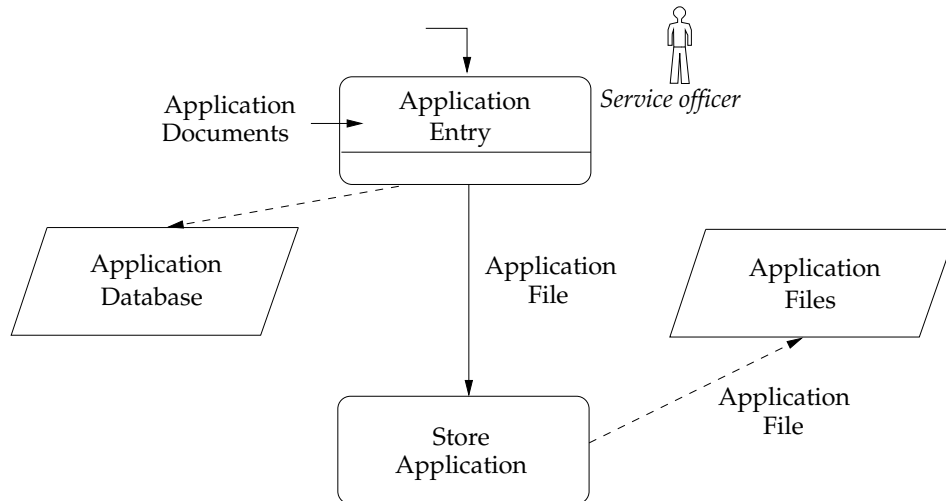 Application
Entry
Service officer
Application
Documents
Application
Database
Application
File
Application
Files
Application
File
Store
Application